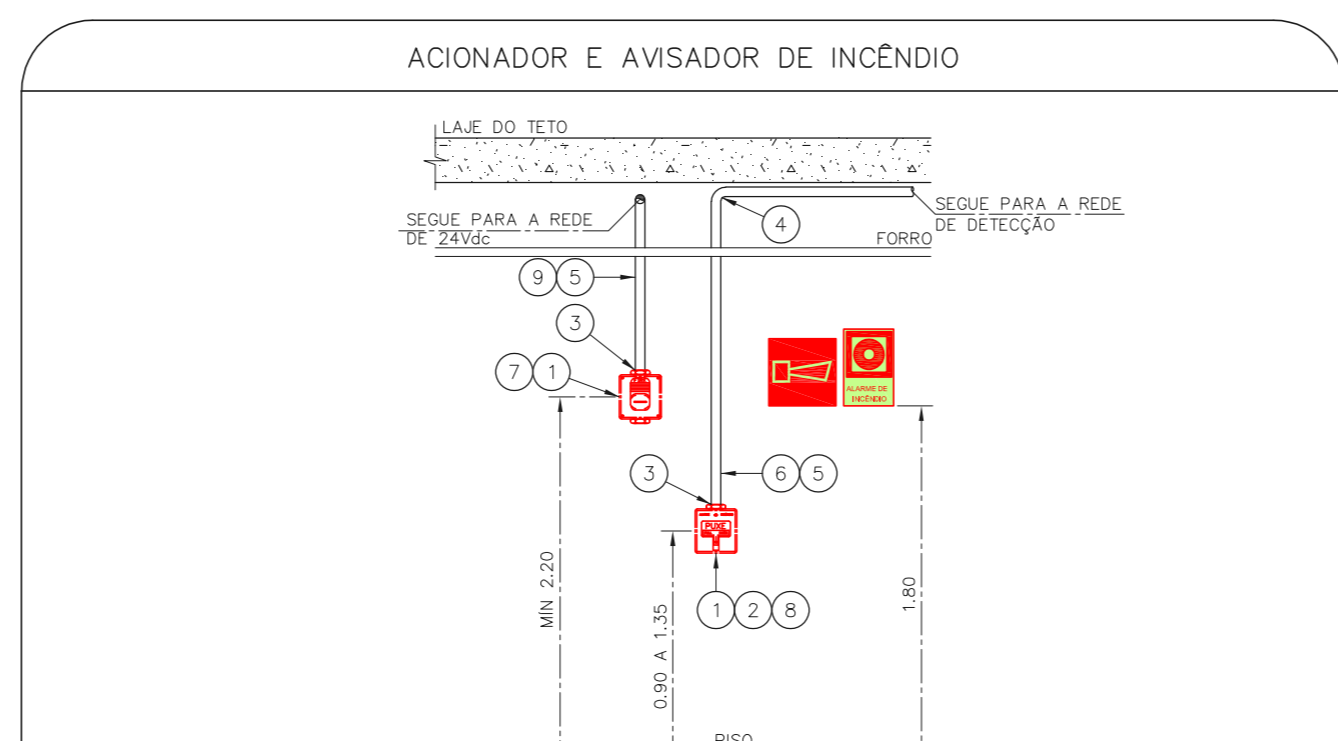 ACIONADOR E AVISADOR DE INCÊNDIO
LAJE DO TETO
SEGUE PARA A REDE
DE 24Vdc
SEGUE PARA A REDE
DE DETECÇÃO
4
FORRO
9 5
3
7 1
ALARME DE
INCÊNDIO
3
6 5
PUXE
1 2 8
MÍN 2.20
0.90 A 1.35
1.80
PISO